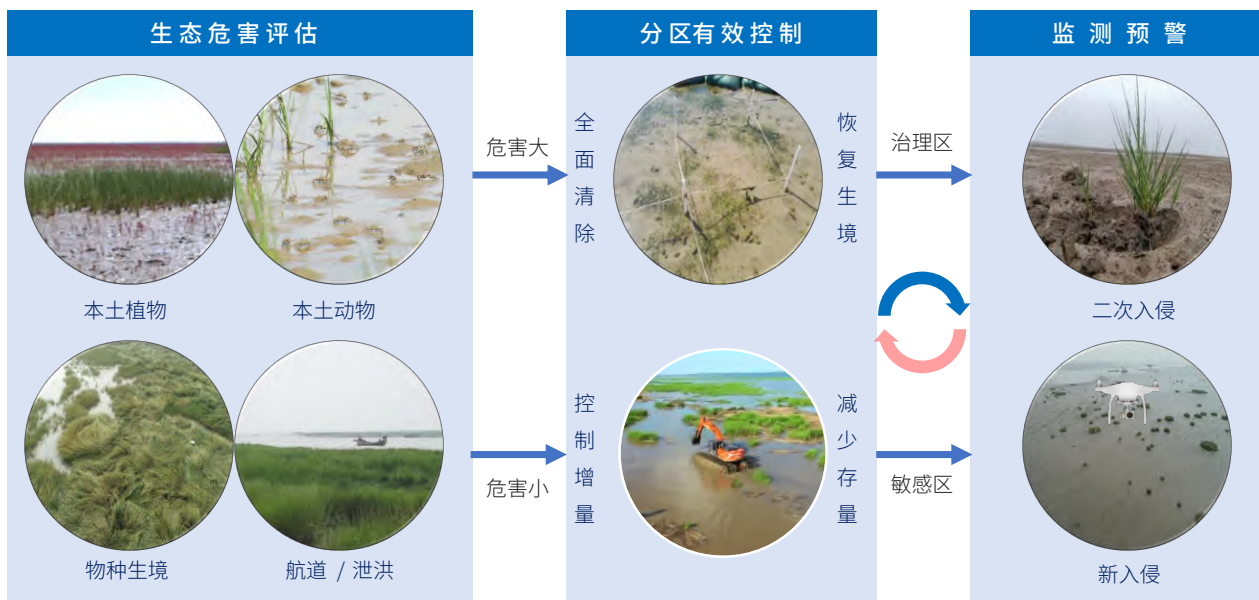 生态危害评估
分区有效控制
监测预警
本土植物
本土动物
物种生境
航道 / 泄洪
危害大
危害小
全面清除
恢复生境
控制增量
减少存量
治理区
敏感区
二次入侵
新入侵